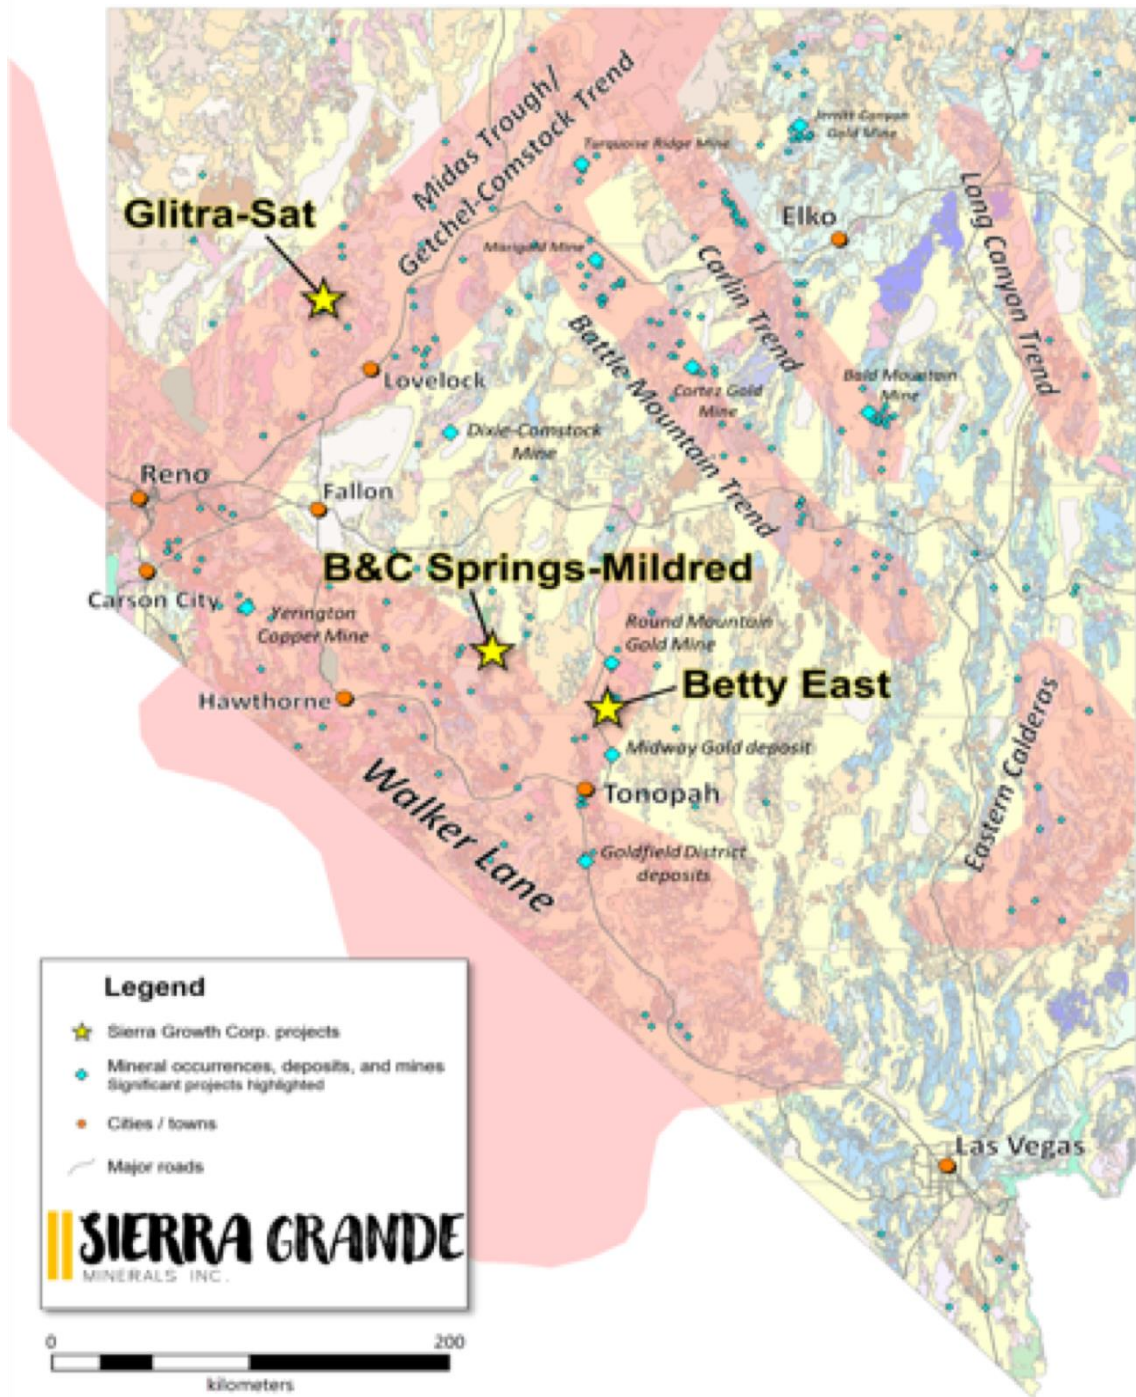 Midas Trough/
Getchel-Comstock Trend
Jerritt Canyon
Gold Mine
Turquoise Ridge Mine
Long Canyon Trend
Glitra-Sat
Elko
Marigold Mine
Carlin Trend
Battle Mountain Trend
Lovelock
Cortez Gold
Mine
Bald Mountain
Mine
Dixie-Comstock
Mine
Reno
Fallon
B&C Springs-Mildred
Carson City
Yerington
Copper Mine
Round Mountain
Gold Mine
Betty East
Hawthorne
Midway Gold deposit
Eastern Calderas
Walker Lane
Tonopah
Goldfield District
deposits
Las Vegas
Legend
Sierra Growth Corp. projects
Mineral occurrences, deposits, and mines
Significant projects highlighted
Cities / towns
Major roads
SIERRA GRANDE
MINERALS INC.
0 200
kilometers